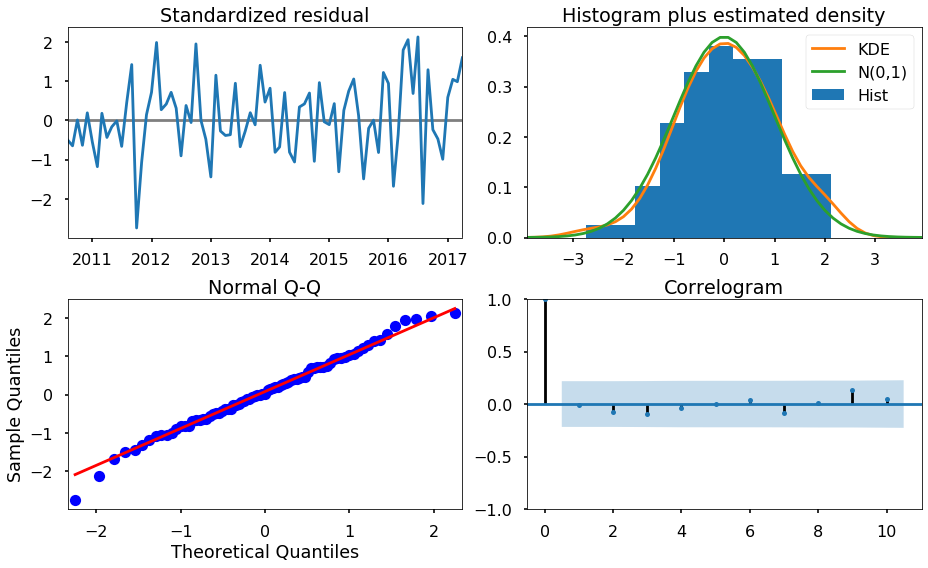 Standardized residual
2
1
0
−1
−2
2011 2012 2013 2014 2015 2016 2017
Histogram plus estimated density
0.4
0.3
0.2
0.1
0.0
KDE
N(0,1)
Hist
−3 −2 −1 0 1 2 3
Normal Q-Q
Sample Quantiles
2
1
0
−1
−2
−2 −1 0 1 2
Theoretical Quantiles
Correlogram
1.0
0.5
0.0
−0.5
−1.0
0 2 4 6 8 10